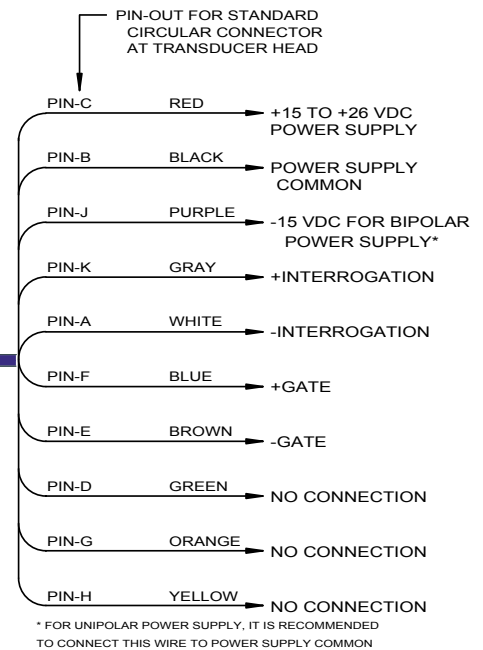 PIN-OUT FOR STANDARD
CIRCULAR CONNECTOR
AT TRANSDUCER HEAD
PIN-C RED +15 TO +26 VDC
POWER SUPPLY
PIN-B BLACK POWER SUPPLY
COMMON
PIN-J PURPLE -15 VDC FOR BIPOLAR
POWER SUPPLY*
PIN-K GRAY +INTERROGATION
PIN-A WHITE -INTERROGATION
PIN-F BLUE +GATE
PIN-E BROWN -GATE
PIN-D GREEN NO CONNECTION
PIN-G ORANGE NO CONNECTION
PIN-H YELLOW NO CONNECTION
* FOR UNIPOLAR POWER SUPPLY, IT IS RECOMMENDED
TO CONNECT THIS WIRE TO POWER SUPPLY COMMON